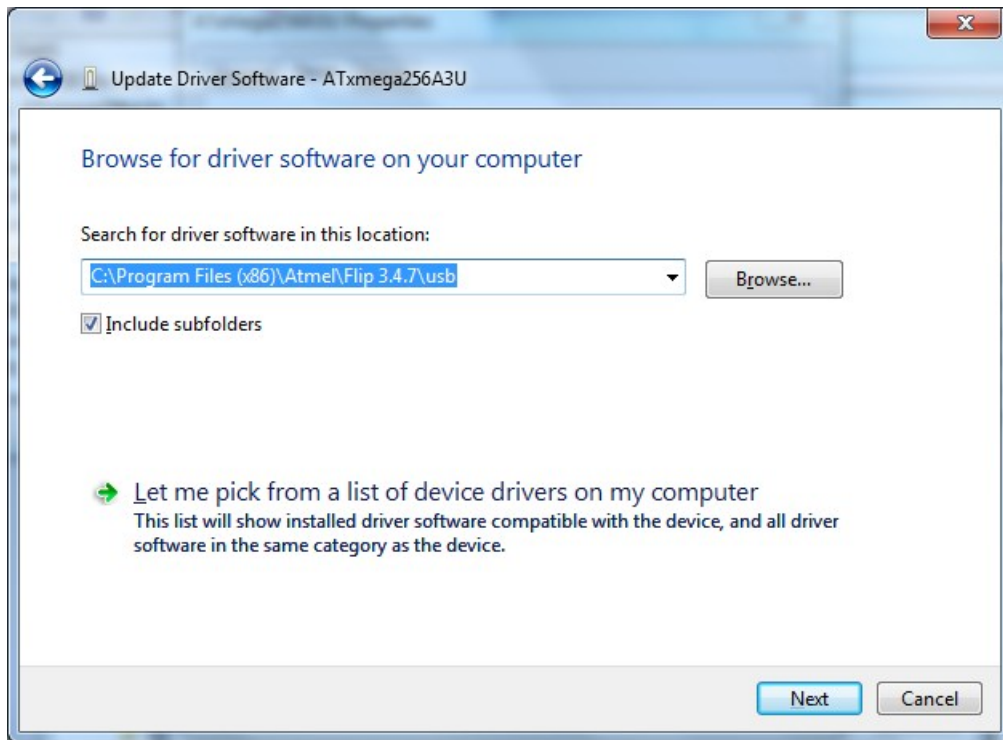 Update Driver Software - ATxmega256A3U
Browse for driver software on your computer
Search for driver software in this location:
C:\Program Files (x86)\Atmel\Flip 3.4.7\usb
Browse...
Include subfolders
Let me pick from a list of device drivers on my computer
This list will show installed driver software compatible with the device, and all driver
software in the same category as the device.
Next
Cancel